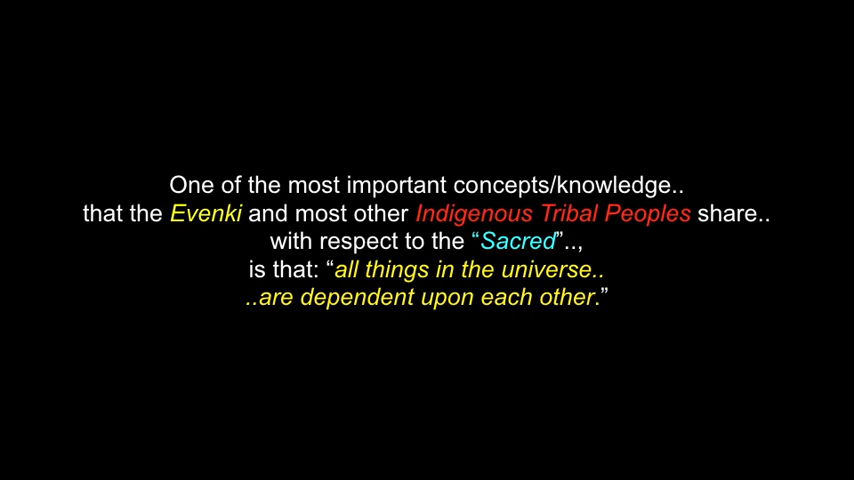 One of the most important concepts/knowledge..
that the Evenki and most other Indigenous Tribal Peoples share..
with respect to the “Sacred”..,
is that: “all things in the universe..
..are dependent upon each other.”